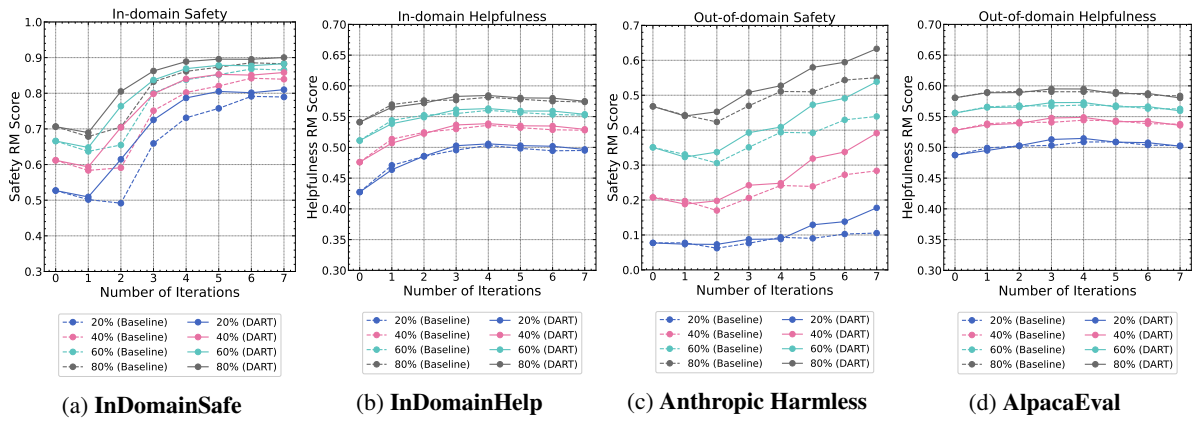 In-domain Safety
Safety RM Score
1.0
0.9
0.8
0.7
0.6
0.5
0.4
0.3
0 1 2 3 4 5 6 7
Number of Iterations
20% (Baseline) 20% (DART)
40% (Baseline) 40% (DART)
60% (Baseline) 60% (DART)
80% (Baseline) 80% (DART)
(a) InDomainSafe
In-domain Helpfulness
Helpfulness RM Score
0.70
0.65
0.60
0.55
0.50
0.45
0.40
0.35
0.30
0 1 2 3 4 5 6 7
Number of Iterations
20% (Baseline) 20% (DART)
40% (Baseline) 40% (DART)
60% (Baseline) 60% (DART)
80% (Baseline) 80% (DART)
(b) InDomainHelp
Out-of-domain Safety
Safety RM Score
0.7
0.6
0.5
0.4
0.3
0.2
0.1
0.0
0 1 2 3 4 5 6 7
Number of Iterations
20% (Baseline) 20% (DART)
40% (Baseline) 40% (DART)
60% (Baseline) 60% (DART)
80% (Baseline) 80% (DART)
(c) Anthropic Harmless
Out-of-domain Helpfulness
Helpfulness RM Score
0.70
0.65
0.60
0.55
0.50
0.45
0.40
0.35
0.30
0 1 2 3 4 5 6 7
Number of Iterations
20% (Baseline) 20% (DART)
40% (Baseline) 40% (DART)
60% (Baseline) 60% (DART)
80% (Baseline) 80% (DART)
(d) AlpacaEval